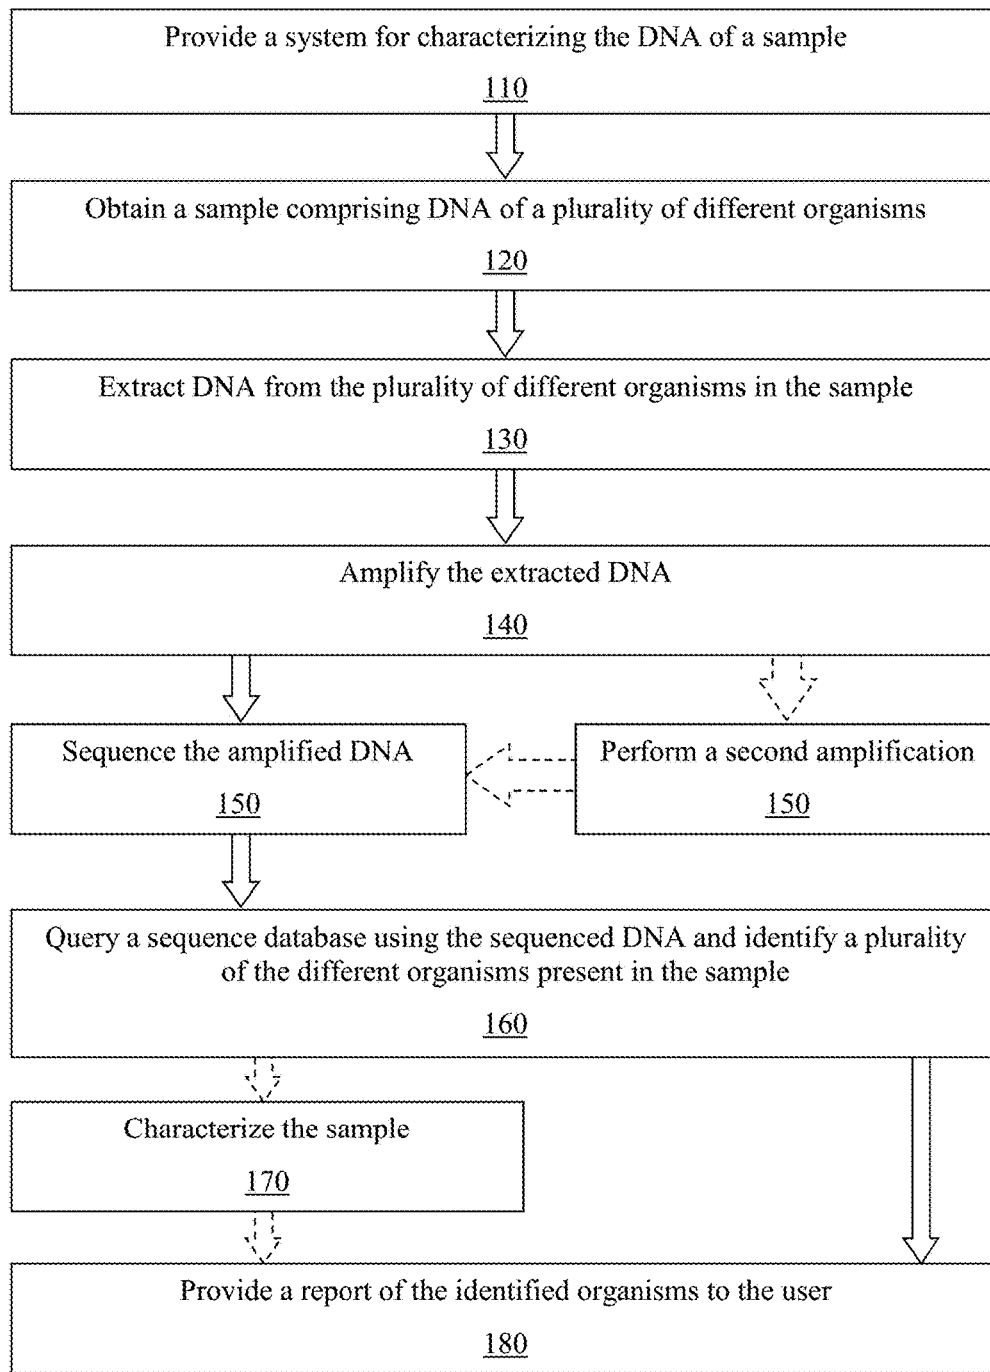 Provide a system for characterizing the DNA of a sample
110
Obtain a sample comprising DNA of a plurality of different organisms
120
Extract DNA from the plurality of different organisms in the sample
130
Amplify the extracted DNA
140
Sequence the amplified DNA
150
Perform a second amplification
150
Query a sequence database using the sequenced DNA and identify a plurality
of the different organisms present in the sample
160
Characterize the sample
170
Provide a report of the identified organisms to the user
180